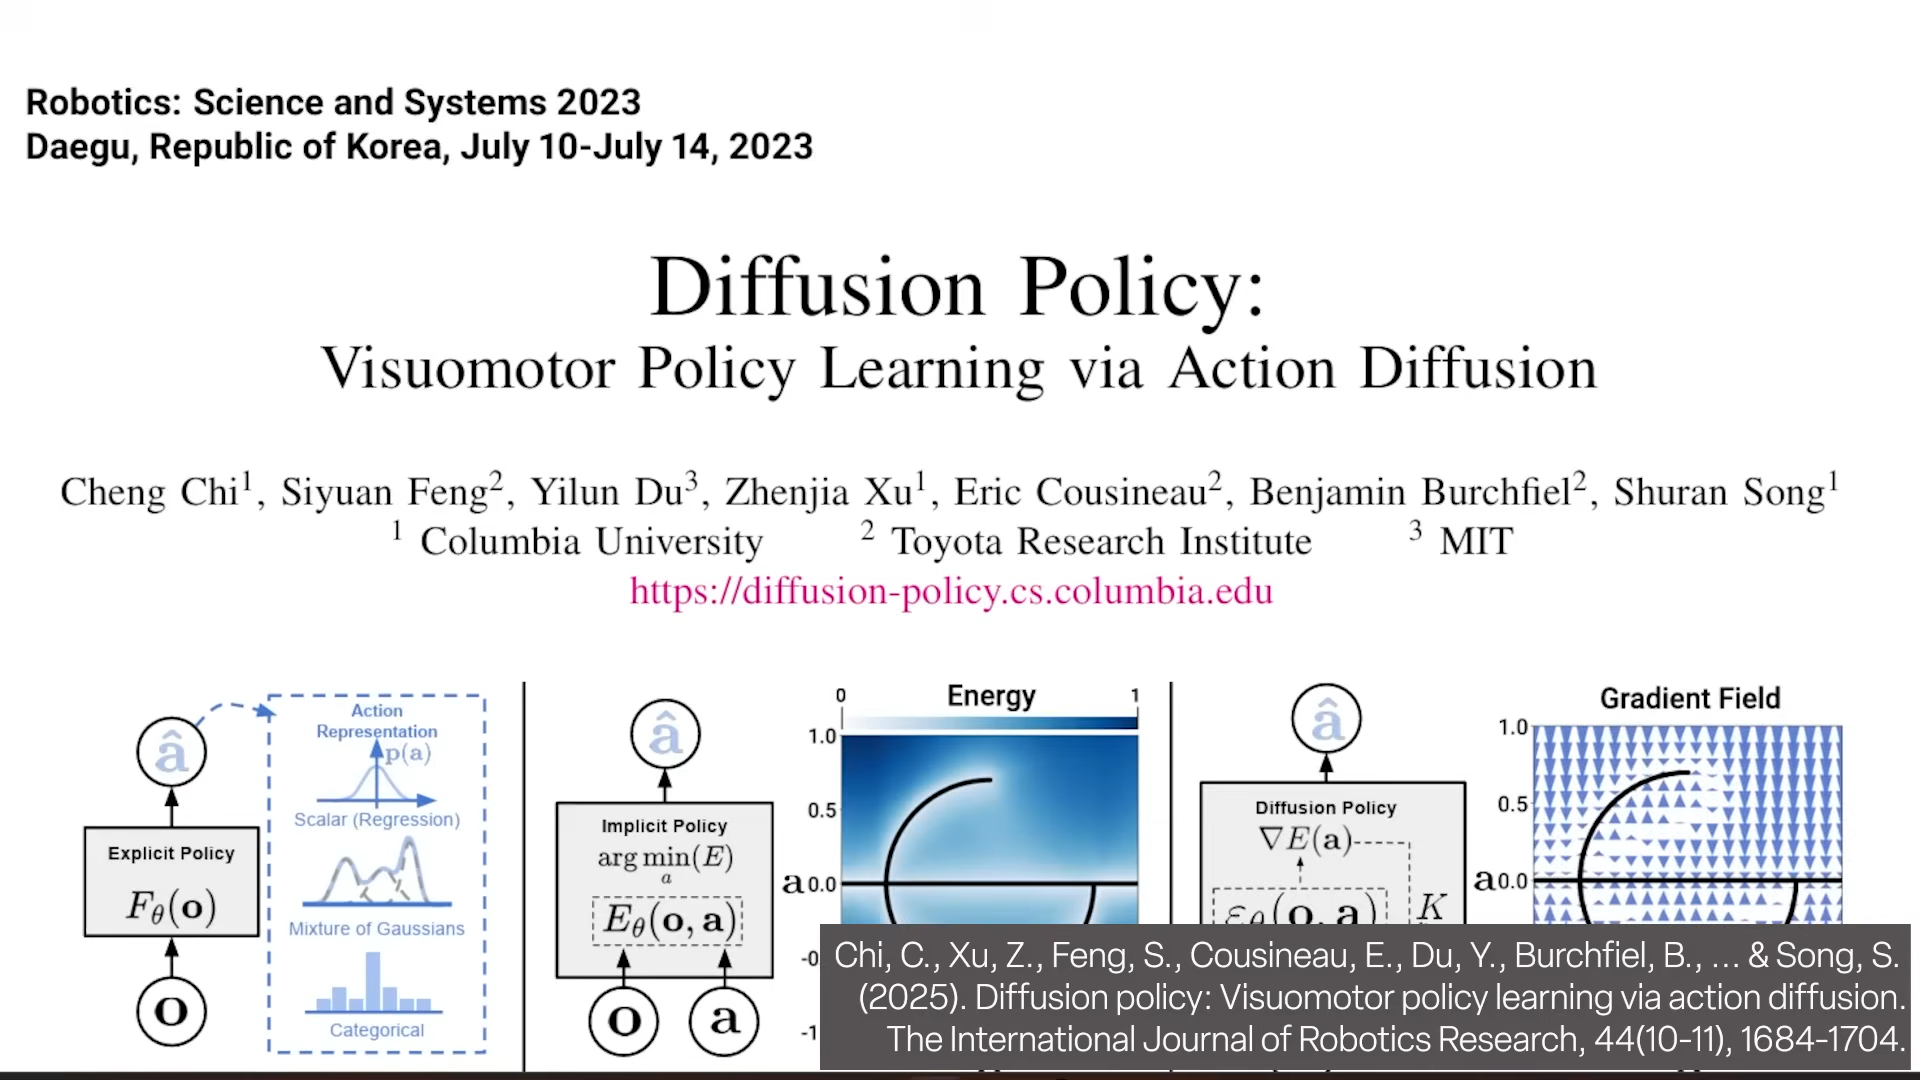 Robotics: Science and Systems 2023
Daegu, Republic of Korea, July 10-July 14, 2023
Diffusion Policy:
Visuomotor Policy Learning via Action Diffusion
Cheng Chi¹, Siyuan Feng², Yilun Du³, Zhenjia Xu¹, Eric Cousineau², Benjamin Burchfiel², Shuran Song¹
¹ Columbia University ² Toyota Research Institute ³ MIT
https://diffusion-policy.cs.columbia.edu
â
Explicit Policy
Fθ(o)
o
Action
Representation
p(a)
Scalar (Regression)
Mixture of Gaussians
Categorical
â
Implicit Policy
arg min(E)
a
Eθ(o, a)
o a
0 Energy 1
1.0
0.5
a 0.0
-0
-1
â
Diffusion Policy
∇E(a)
εθ(o, a) K
Gradient Field
1.0
0.5
a 0.0
Chi, C., Xu, Z., Feng, S., Cousineau, E., Du, Y., Burchfiel, B., ... & Song, S.
(2025). Diffusion policy: Visuomotor policy learning via action diffusion.
The International Journal of Robotics Research, 44(10-11), 1684-1704.